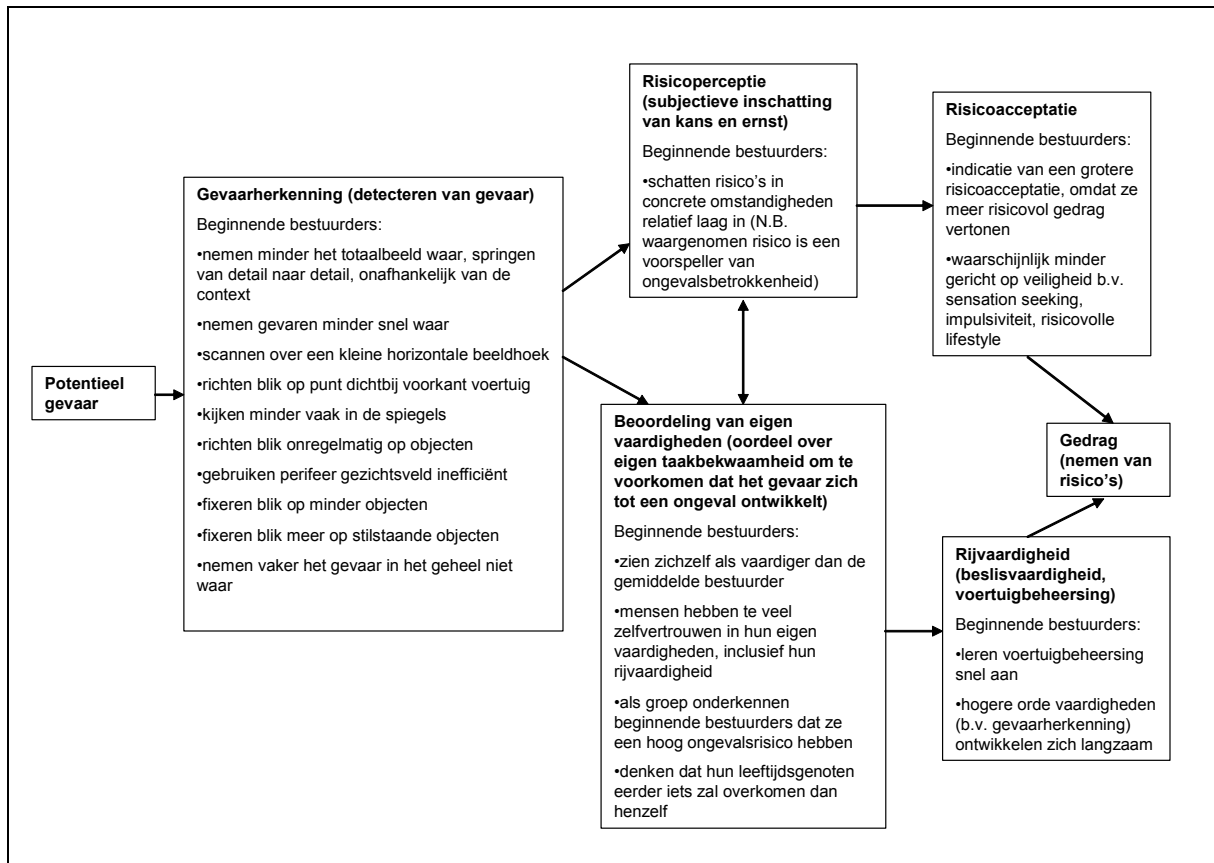 Potentieel
gevaar
Gevaarherkenning (detecteren van gevaar)
Beginnende bestuurders:
•nemen minder het totaalbeeld waar, springen
van detail naar detail, onafhankelijk van de
context
•nemen gevaren minder snel waar
•scannen over een kleine horizontale beeldhoek
•richten blik op punt dichtbij voorkant voertuig
•kijken minder vaak in de spiegels
•richten blik onregelmatig op objecten
•gebruiken perifeer gezichtsveld inefficiënt
•fixeren blik op minder objecten
•fixeren blik meer op stilstaande objecten
•nemen vaker het gevaar in het geheel niet
waar
Risicoperceptie
(subjectieve inschatting
van kans en ernst)
Beginnende bestuurders:
•schatten risico's in
concrete omstandigheden
relatief laag in (N.B.
waargenomen risico is een
voorspeller van
ongevalsbetrokkenheid)
Beoordeling van eigen
vaardigheden (oordeel over
eigen taakbekwaamheid om te
voorkomen dat het gevaar zich
tot een ongeval ontwikkelt)
Beginnende bestuurders:
•zien zichzelf als vaardiger dan de
gemiddelde bestuurder
•mensen hebben te veel
zelfvertrouwen in hun eigen
vaardigheden, inclusief hun
rijvaardigheid
•als groep onderkennen
beginnende bestuurders dat ze
een hoog ongevalsrisico hebben
•denken dat hun leeftijdsgenoten
eerder iets zal overkomen dan
henzelf
Risicoacceptatie
Beginnende bestuurders:
•indicatie van een grotere
risicoacceptatie, omdat ze
meer risicovol gedrag
vertonen
•waarschijnlijk minder
gericht op veiligheid b.v.
sensation seeking,
impulsiviteit, risicovolle
lifestyle
Rijvaardigheid
(beslisvaardigheid,
voertuigbeheersing)
Beginnende bestuurders:
•leren voertuigbeheersing
snel aan
•hogere orde vaardigheden
(b.v. gevaarherkenning)
ontwikkelen zich langzaam
Gedrag
(nemen van
risico's)